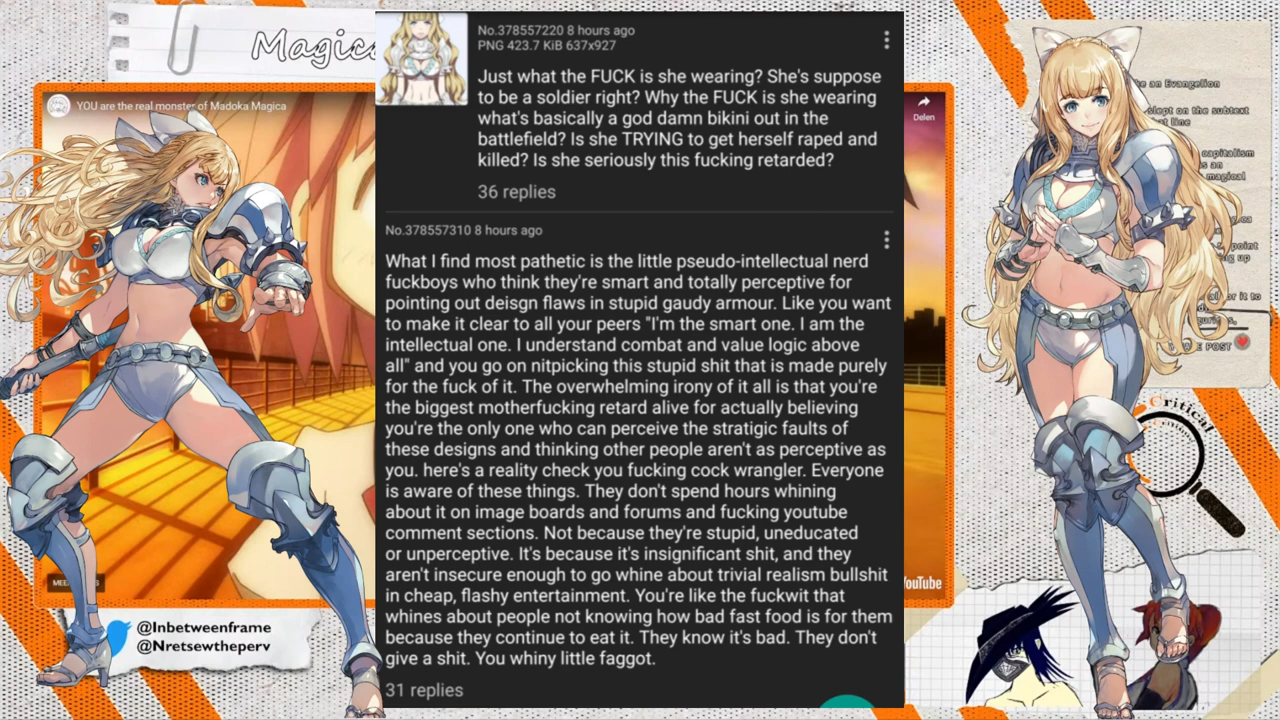 Magica
YOU are the real monster of Madoka Magica
No.378557220 8 hours ago
PNG 423.7 KiB 637x927
Just what the FUCK is she wearing? She's suppose
to be a soldier right? Why the FUCK is she wearing
what's basically a god damn bikini out in the
battlefield? Is she TRYING to get herself raped and
killed? Is she seriously this fucking retarded?
36 replies
No.378557310 8 hours ago
What I find most pathetic is the little pseudo-intellectual nerd
fuckboys who think they're smart and totally perceptive for
pointing out deisgn flaws in stupid gaudy armour. Like you want
to make it clear to all your peers "I'm the smart one. I am the
intellectual one. I understand combat and value logic above
all" and you go on nitpicking this stupid shit that is made purely
for the fuck of it. The overwhelming irony of it all is that you're
the biggest motherfucking retard alive for actually believing
you're the only one who can perceive the stratigic faults of
these designs and thinking other people aren't as perceptive as
you. here's a reality check you fucking cock wrangler. Everyone
is aware of these things. They don't spend hours whining
about it on image boards and forums and fucking youtube
comment sections. Not because they're stupid, uneducated
or unperceptive. It's because it's insignificant shit, and they
aren't insecure enough to go whine about trivial realism bullshit
in cheap, flashy entertainment. You're like the fuckwit that
whines about people not knowing how bad fast food is for them
because they continue to eat it. They know it's bad. They don't
give a shit. You whiny little faggot.
31 replies
Delen
ke an Evangelion
slept on the subtext
t line
capitalism
s an
magical
point
g up
or it to
E POST
Critical
YouTube
@Inbetweenframe
@Nretsewtheperv